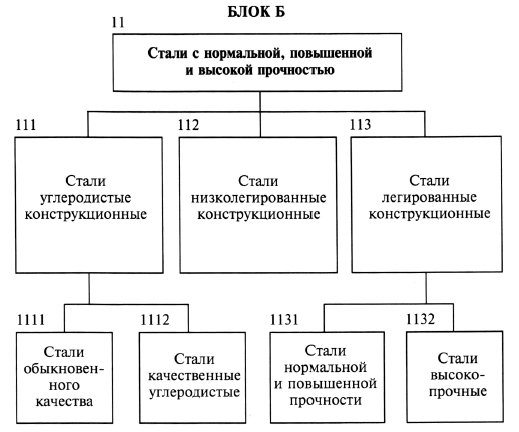 БЛОК Б
11
Стали с нормальной, повышенной
и высокой прочностью
111
112
113
Стали
углеродистые
конструкционные
Стали
низколегированные
конструкционные
Стали
легированные
конструкционные
1111
1112
1131
1132
Стали
обыкновен-
ного
качества
Стали
качественные
углеродистые
Стали
нормальной
и повышенной
прочности
Стали
высоко-
прочные